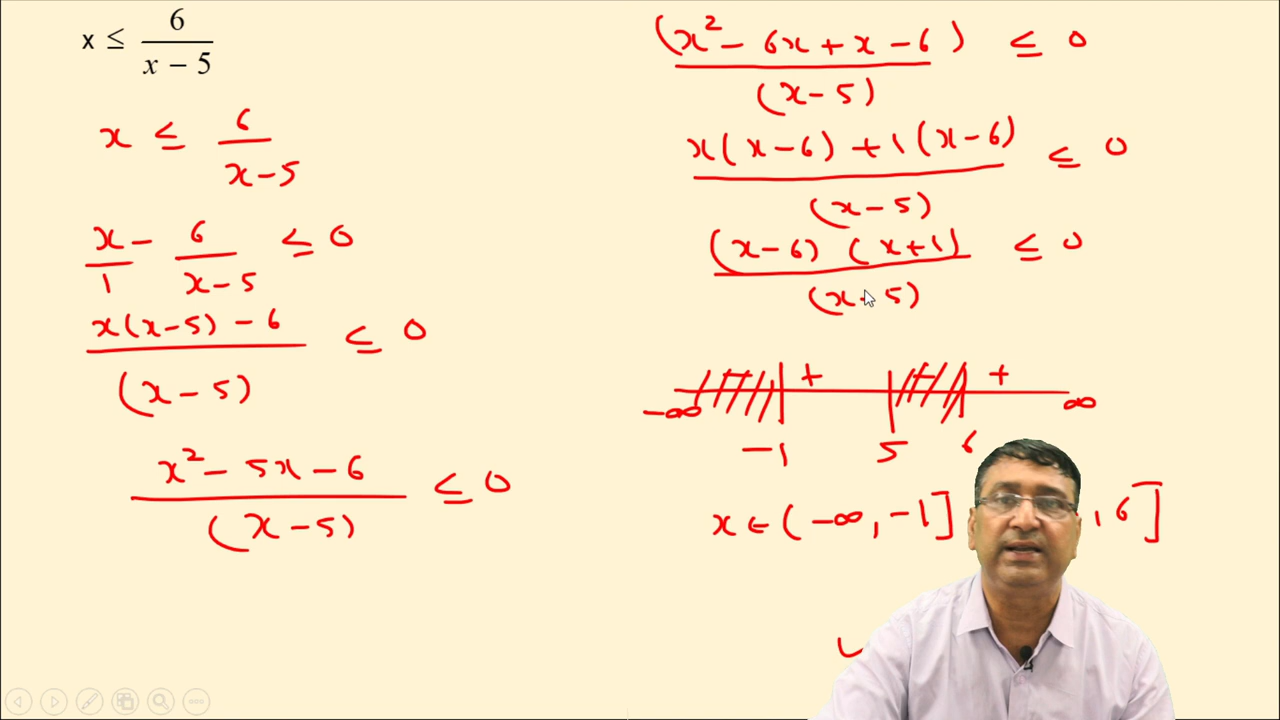 x ≤ 6/(x − 5)
x ≤ 6/(x−5)
x/1 − 6/(x−5) ≤ 0
(x(x−5) − 6)/(x−5) ≤ 0
(x² − 5x − 6)/(x−5) ≤ 0
(x² − 6x + x − 6)/(x−5) ≤ 0
(x(x−6) + 1(x−6))/(x−5) ≤ 0
((x−6)(x+1))/(x−5) ≤ 0
+ +
−∞ ∞
−1 5 6
x ∈ (−∞, −1] , 6]